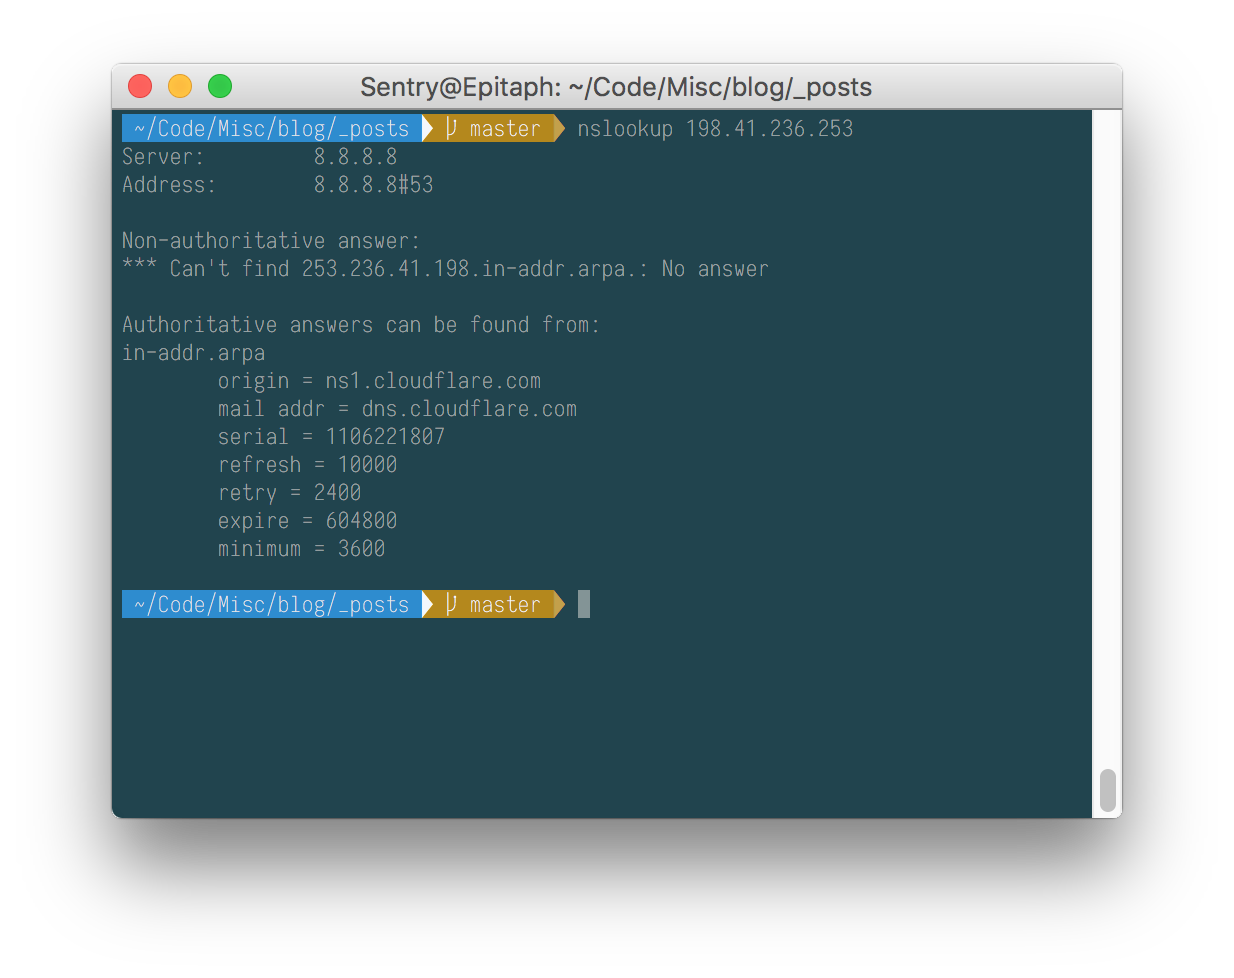 Sentry@Epitaph: ~/Code/Misc/blog/_posts
~/Code/Misc/blog/_posts master nslookup 198.41.236.253
Server: 8.8.8.8
Address: 8.8.8.8#53
Non-authoritative answer:
*** Can't find 253.236.41.198.in-addr.arpa.: No answer
Authoritative answers can be found from:
in-addr.arpa
origin = ns1.cloudflare.com
mail addr = dns.cloudflare.com
serial = 1106221807
refresh = 10000
retry = 2400
expire = 604800
minimum = 3600
~/Code/Misc/blog/_posts master